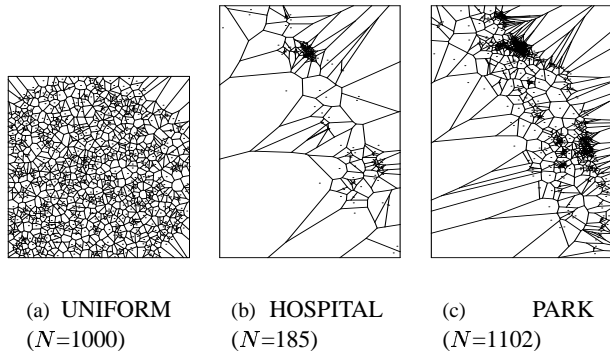 (a) UNIFORM
(N=1000)
(b) HOSPITAL
(N=185)
(c) PARK
(N=1102)